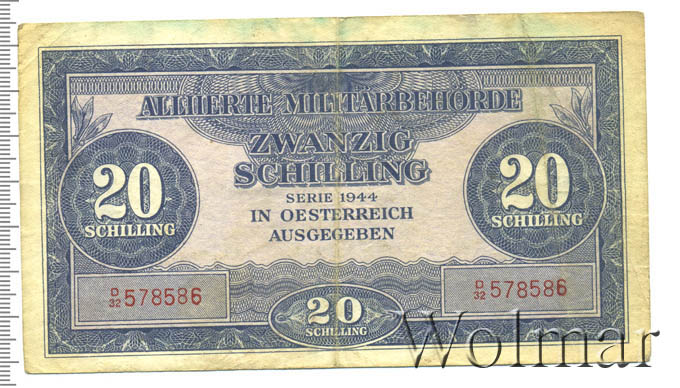 ALLIIERTE MILITÄRBEHÖRDE
ZWANZIG
SCHILLING
SERIE 1944
IN OESTERREICH
AUSGEGEBEN
20
SCHILLING
20
SCHILLING
D/32 578586
D/32 578586
20
SCHILLING
Wolmar